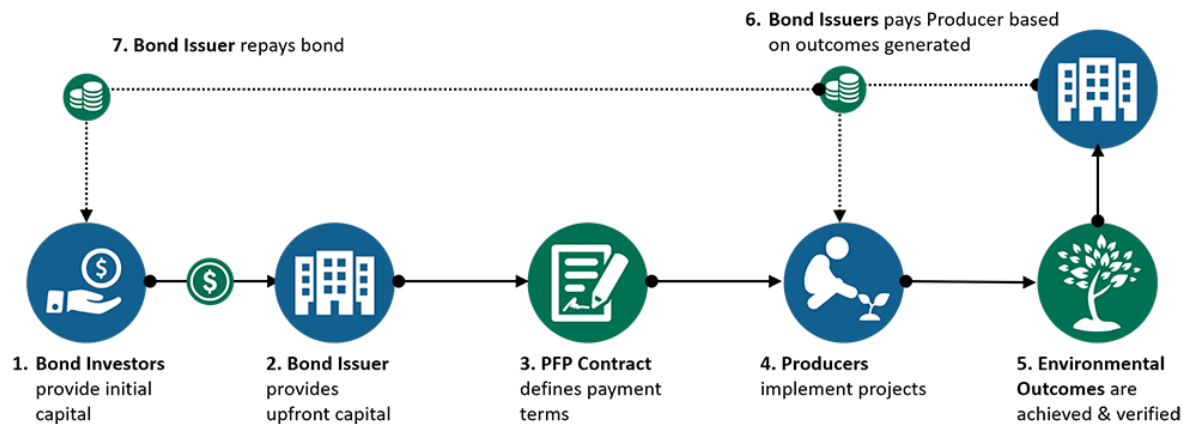 7. Bond Issuer repays bond
6. Bond Issuers pays Producer based
on outcomes generated
$
$
1. Bond Investors
provide initial
capital
2. Bond Issuer
provides
upfront capital
3. PFP Contract
defines payment
terms
4. Producers
implement projects
5. Environmental
Outcomes are
achieved & verified